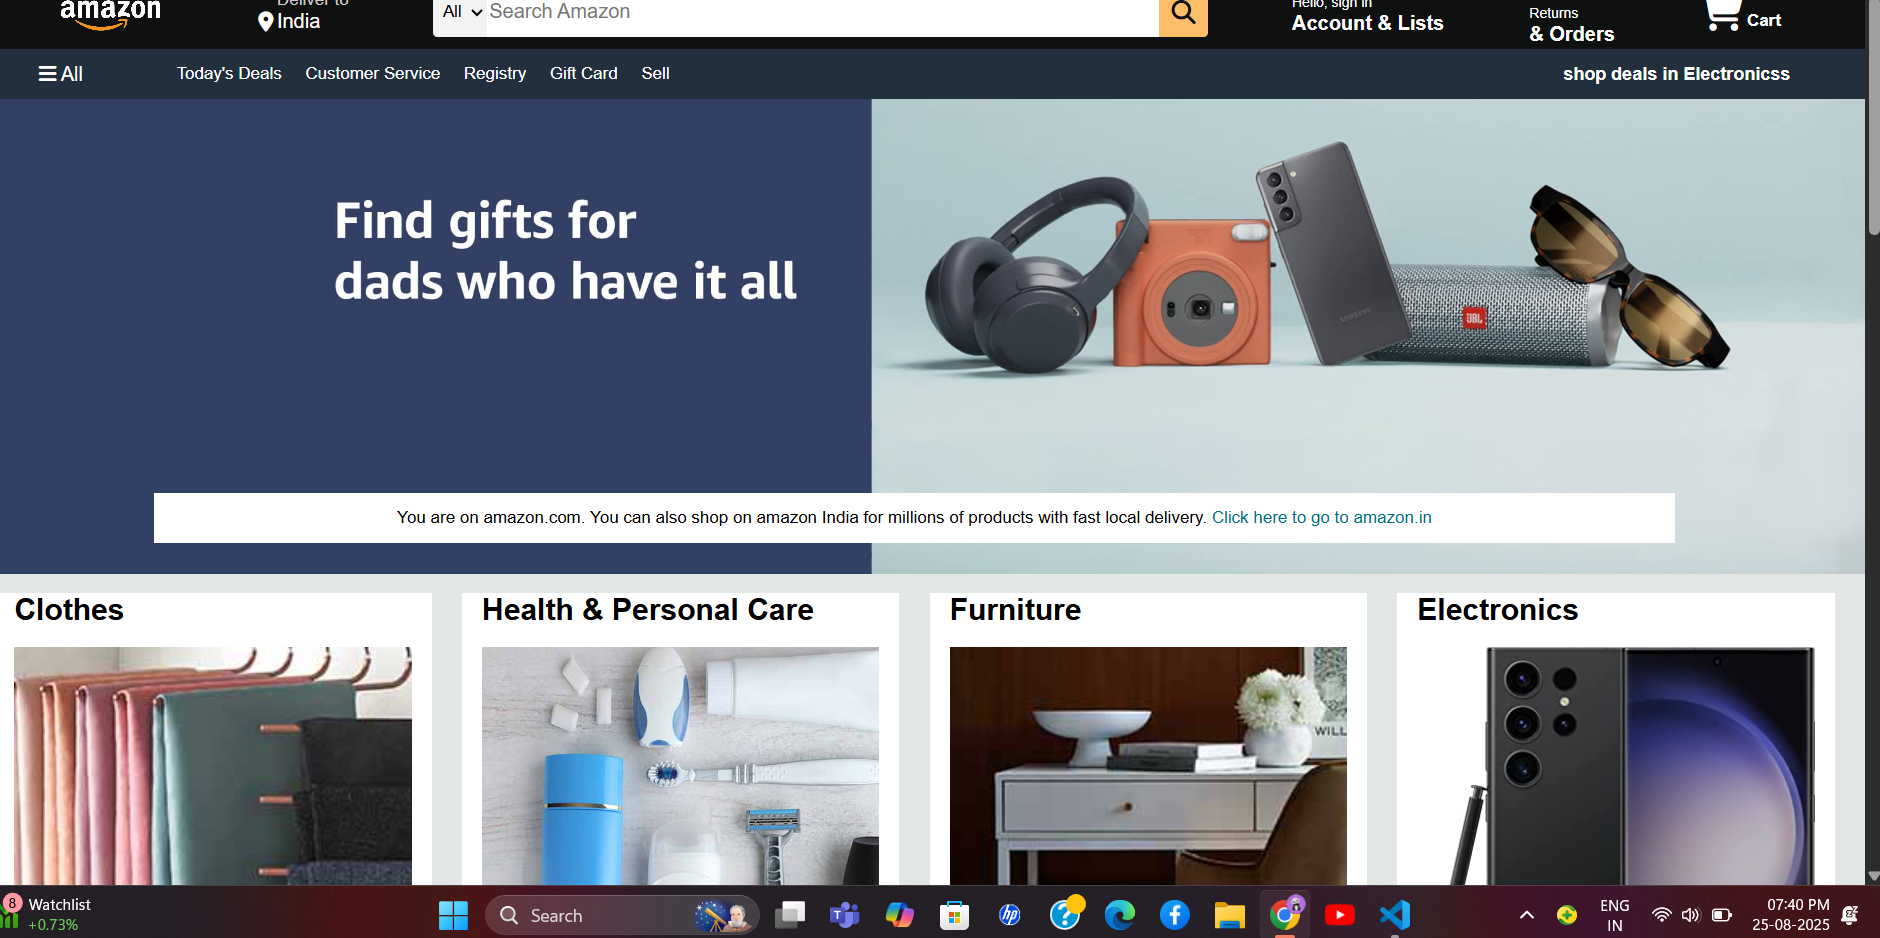 amazon
Deliver to
India
All
Search Amazon
Hello, sign in
Account & Lists
Returns
& Orders
Cart
All
Today's Deals
Customer Service
Registry
Gift Card
Sell
shop deals in Electronicss
Find gifts for
dads who have it all
SAMSUNG
JBL
You are on amazon.com. You can also shop on amazon India for millions of products with fast local delivery. Click here to go to amazon.in
Clothes
Health & Personal Care
Furniture
Electronics
WILL
8
Watchlist
+0.73%
Search
T
hp
?
ENG
IN
07:40 PM
25-08-2025